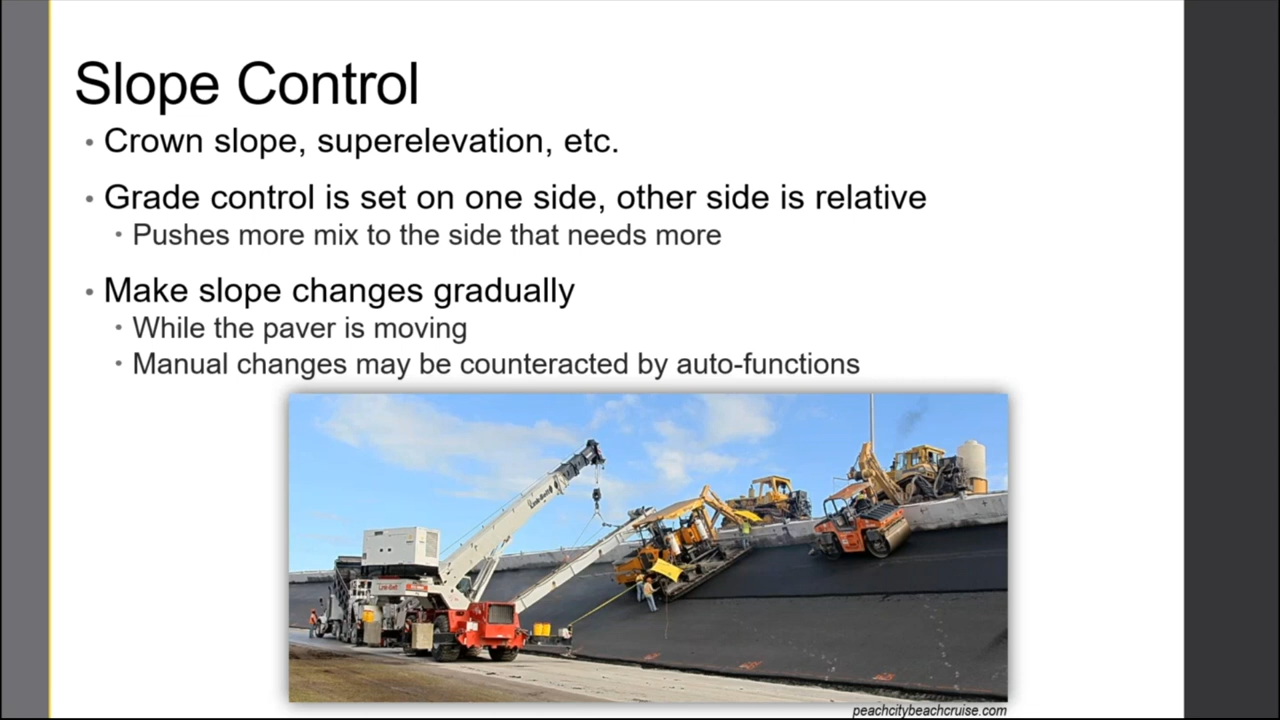 Slope Control
• Crown slope, superelevation, etc.
• Grade control is set on one side, other side is relative
• Pushes more mix to the side that needs more
• Make slope changes gradually
• While the paver is moving
• Manual changes may be counteracted by auto-functions
peachcitybeachcruise.com